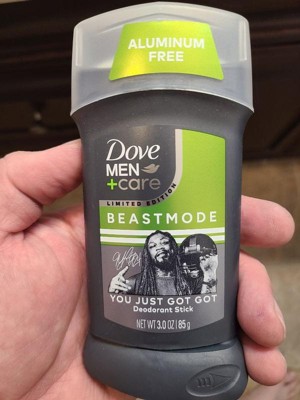 ALUMINUM
FREE
Dove
MEN
+care
LIMITED EDITION
BEASTMODE
YOU JUST GOT GOT
Deodorant Stick
NET WT 3.0 OZ | 85g